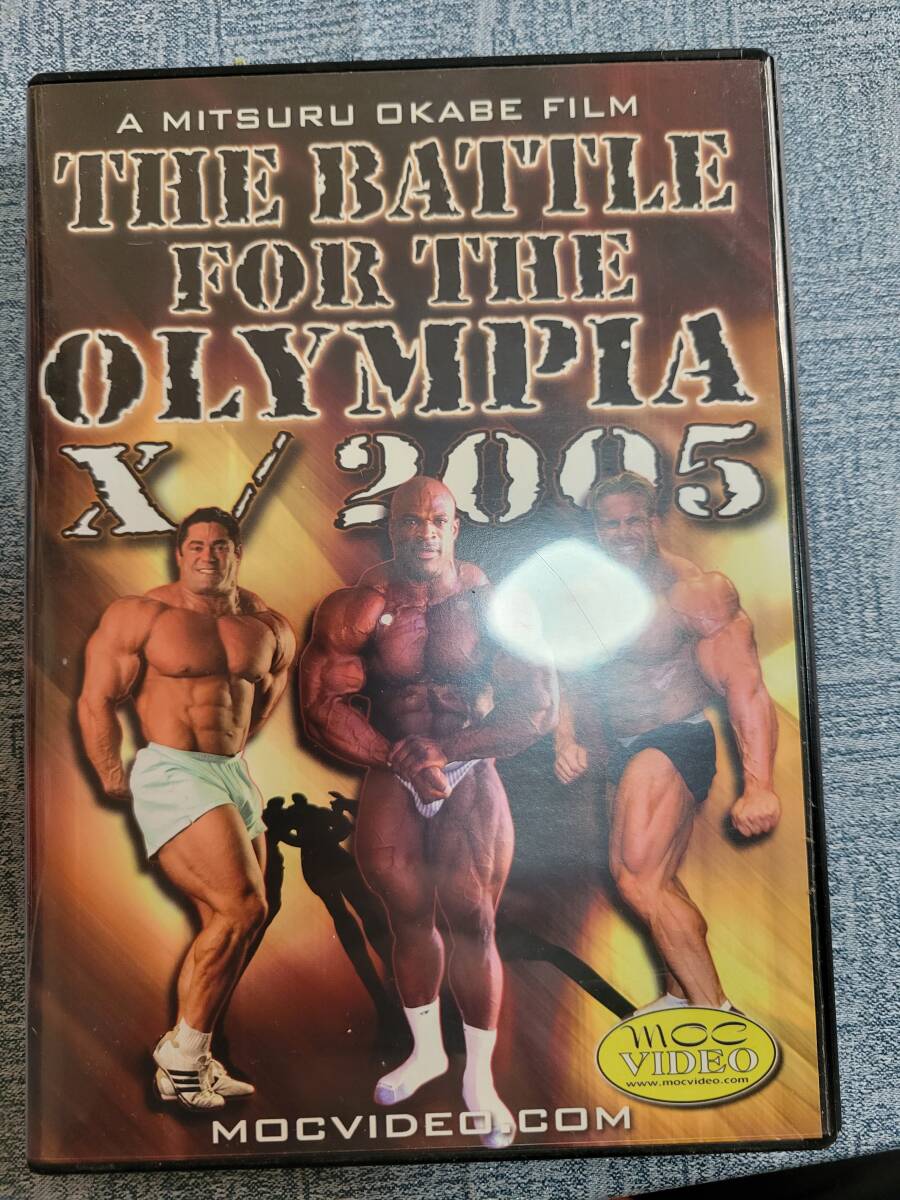 A MITSURU OKABE FILM
THE BATTLE
FOR THE
OLYMPIA
X / 2005
MOC
VIDEO
www.mocvideo.com
MOCVIDEO.COM